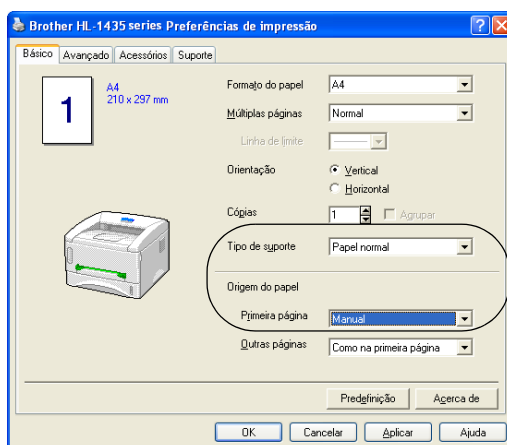 Brother HL-1435 series Preferências de impressão
Básico Avançado Acessórios Suporte
1
A4
210 x 297 mm
Formato do papel A4
Múltiplas páginas Normal
Linha de limite
Orientação Vertical
Horizontal
Cópias 1 Agrupar
Tipo de suporte Papel normal
Origem do papel
Primeira página Manual
Outras páginas Como na primeira página
Predefinição Acerca de
OK Cancelar Aplicar Ajuda